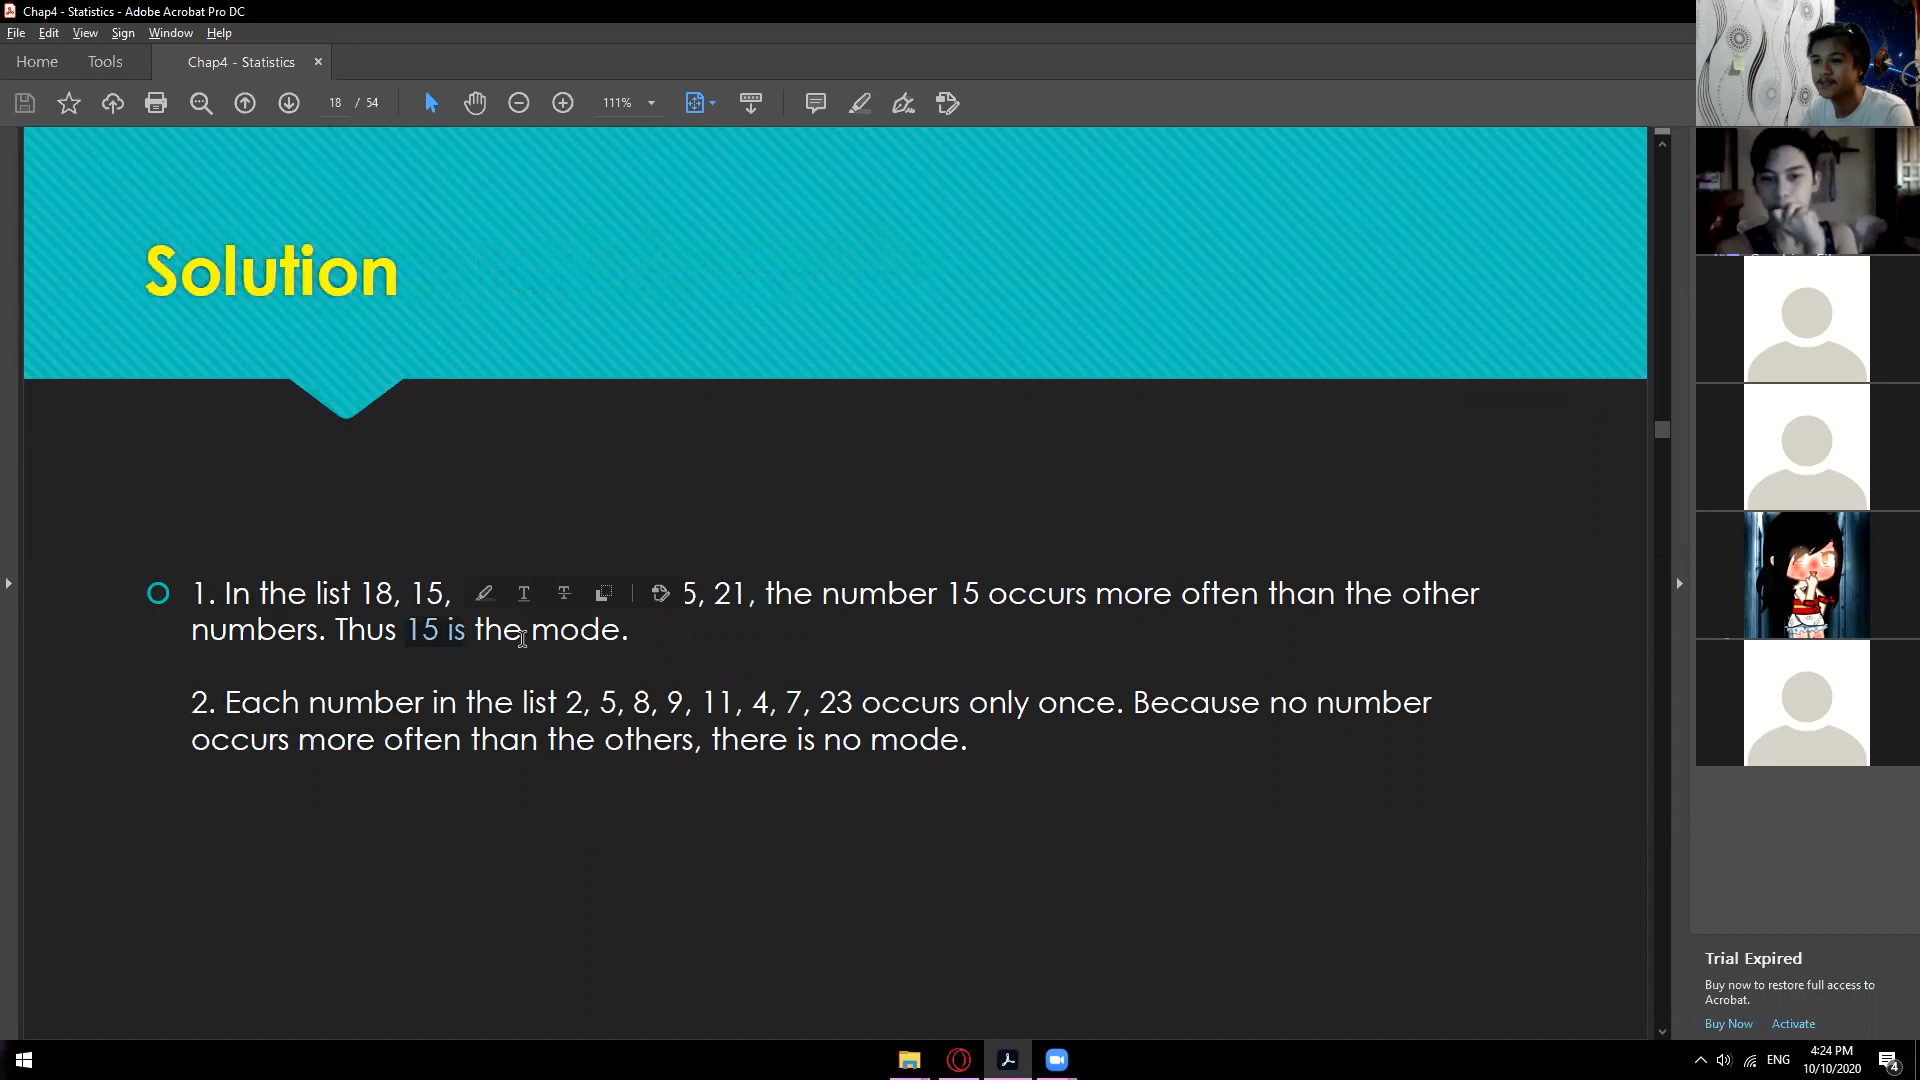 Chap4 - Statistics - Adobe Acrobat Pro DC
File Edit View Sign Window Help
Home Tools Chap4 - Statistics ×
18 / 54 111%
Solution
1. In the list 18, 15, 5, 21, the number 15 occurs more often than the other
numbers. Thus 15 is the mode.
2. Each number in the list 2, 5, 8, 9, 11, 4, 7, 23 occurs only once. Because no number
occurs more often than the others, there is no mode.
Trial Expired
Buy now to restore full access to
Acrobat.
Buy Now Activate
ENG
4:24 PM
10/10/2020
4